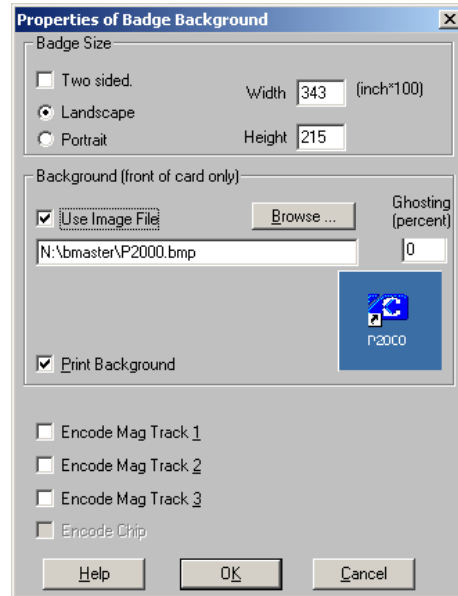 Properties of Badge Background
Badge Size
Two sided.
Width 343 (inch*100)
Landscape
Portrait
Height 215
Background (front of card only)
Use Image File
Browse ...
Ghosting
(percent)
N:\bmaster\P2000.bmp
0
P2000
Print Background
Encode Mag Track 1
Encode Mag Track 2
Encode Mag Track 3
Encode Chip
Help OK Cancel